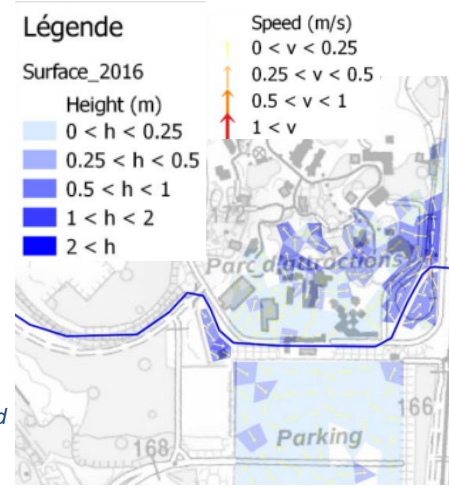 Légende
Surface_2016
Height (m)
0 < h < 0.25
0.25 < h < 0.5
0.5 < h < 1
1 < h < 2
2 < h
Speed (m/s)
0 < v < 0.25
0.25 < v < 0.5
0.5 < v < 1
1 < v
172
Parc_d'attractions
d
166
Parking
168